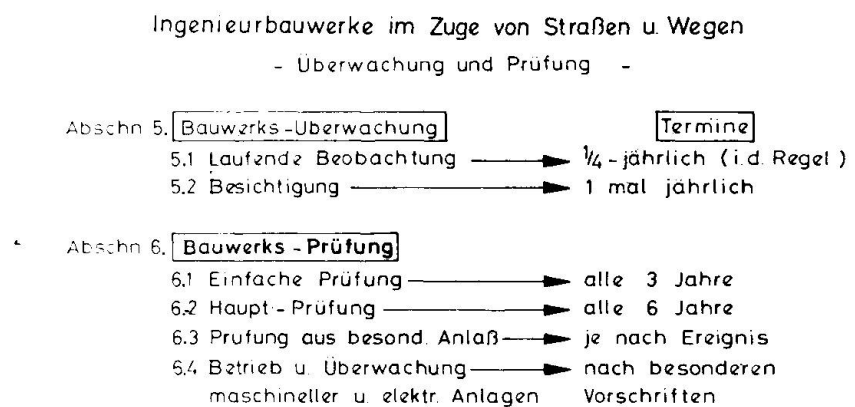 Ingenieurbauwerke im Zuge von Straßen u. Wegen
- Überwachung und Prüfung -
Abschn 5. Bauwerks-Überwachung Termine
5.1 Laufende Beobachtung ¼-jährlich (i.d. Regel)
5.2 Besichtigung 1 mal jährlich
Abschn 6. Bauwerks-Prüfung
6.1 Einfache Prüfung alle 3 Jahre
6.2 Haupt-Prüfung alle 6 Jahre
6.3 Prufung aus besond. Anlaß je nach Ereignis
6.4 Betrieb u. Überwachung nach besonderen
maschineller u. elektr. Anlagen Vorschriften